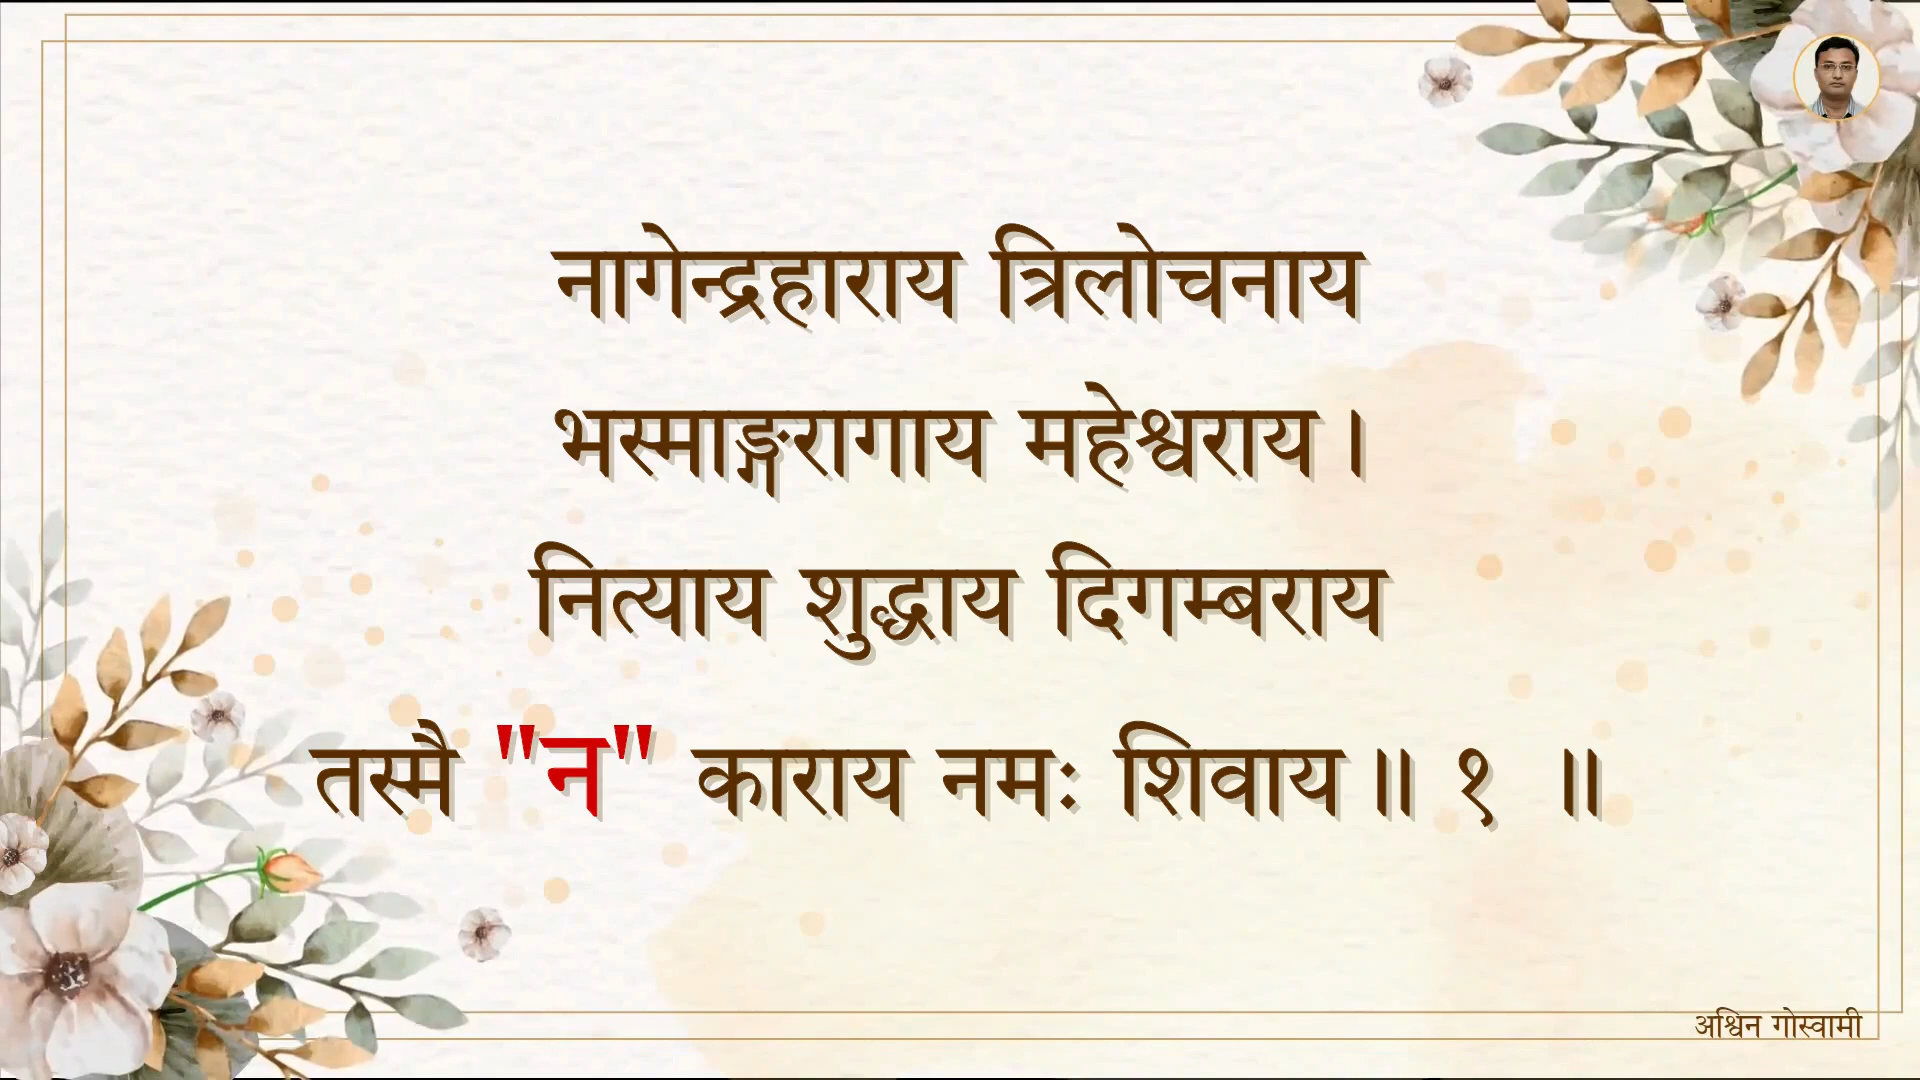 नागेन्द्रहाराय त्रिलोचनाय
भस्माङ्गरागाय महेश्वराय।
नित्याय शुद्धाय दिगम्बराय
तस्मै "न" काराय नमः शिवाय॥ १ ॥
अश्विन गोस्वामी